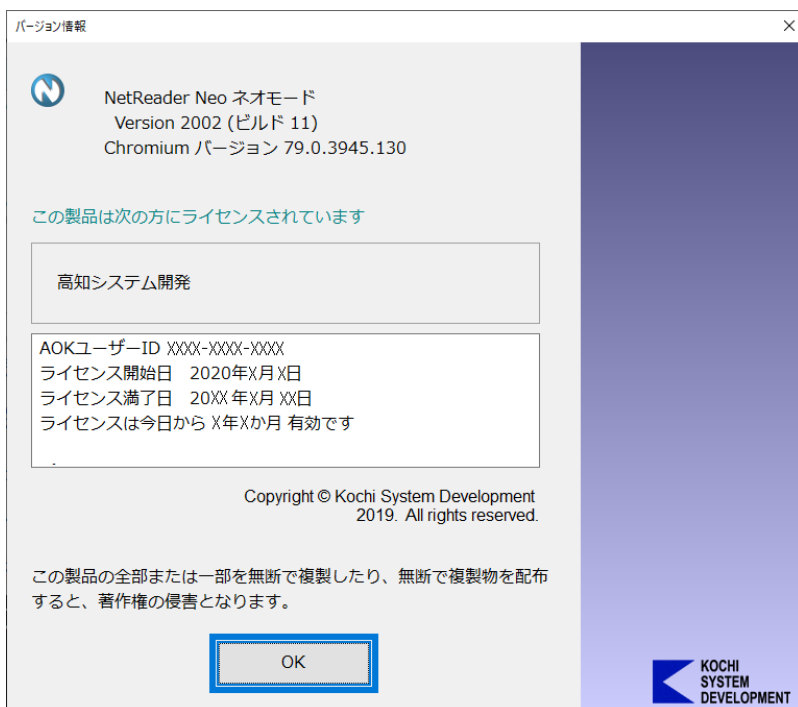 バージョン情報
NetReader Neo ネオモード
Version 2002 (ビルド 11)
Chromium バージョン 79.0.3945.130
この製品は次の方にライセンスされています
高知システム開発
AOKユーザーID XXXX-XXXX-XXXX
ライセンス開始日 2020年X月X日
ライセンス満了日 20XX年X月XX日
ライセンスは今日から X年Xか月 有効です
Copyright © Kochi System Development
2019. All rights reserved.
この製品の全部または一部を無断で複製したり、無断で複製物を配布
すると、著作権の侵害となります。
OK
KOCHI
SYSTEM
DEVELOPMENT